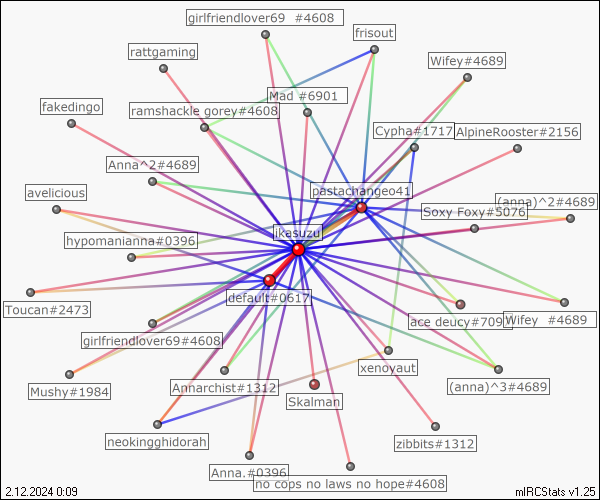 girlfriendlover69 #4608
frisout
rattgaming
Wifey#4689
Mad #6901
fakedingo
ramshackle gorey#4608
Cypha#1717
AlpineRooster#2156
Anna^2#4689
pastachangeo41
avelicious
(anna)^2#4689
Soxy Foxy#5076
ikasuzu
hypomanianna#0396
default#0617
Toucan#2473
ace deucy#709
Wifey #4689
girlfriendlover69#4608
xenoyaut
Mushy#1984
Annarchist#1312
(anna)^3#4689
Skalman
neokingghidorah
zibbits#1312
Anna.#0396
no cops no laws no hope#4608
2.12.2024 0:09
mIRCStats v1.25